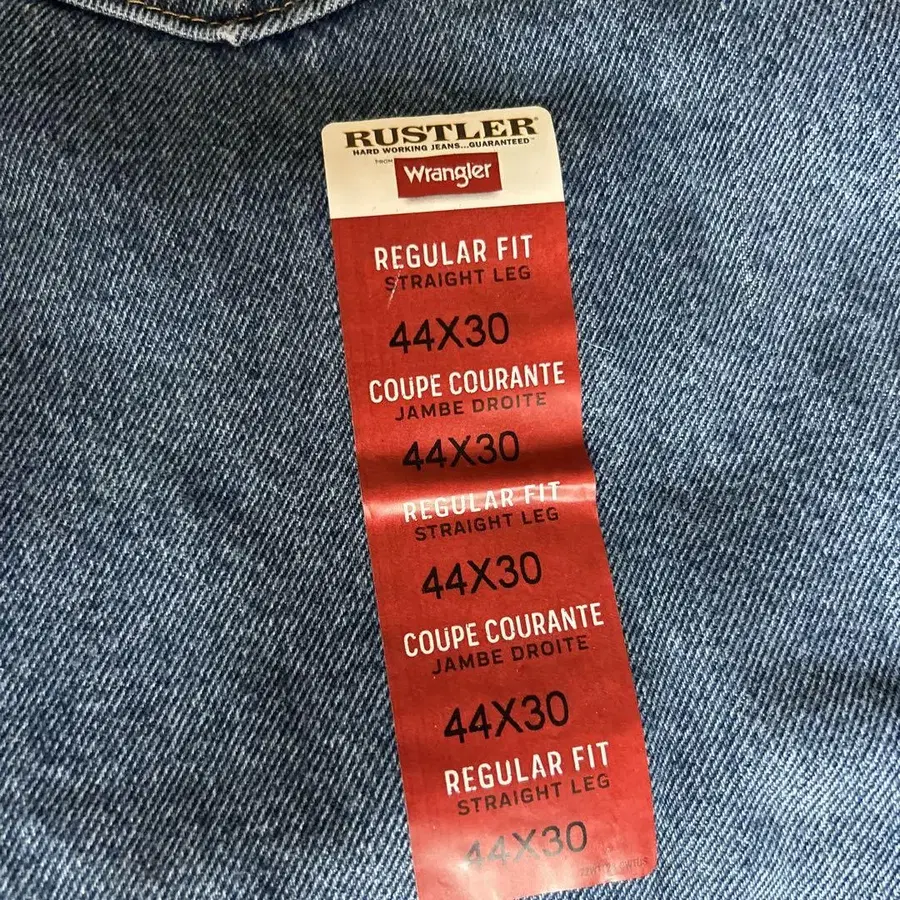 RUSTLER
HARD WORKING JEANS...GUARANTEED
FROM
Wrangler
REGULAR FIT
STRAIGHT LEG
44X30
COUPE COURANTE
JAMBE DROITE
44X30
REGULAR FIT
STRAIGHT LEG
44X30
COUPE COURANTE
JAMBE DROITE
44X30
REGULAR FIT
STRAIGHT LEG
44X30